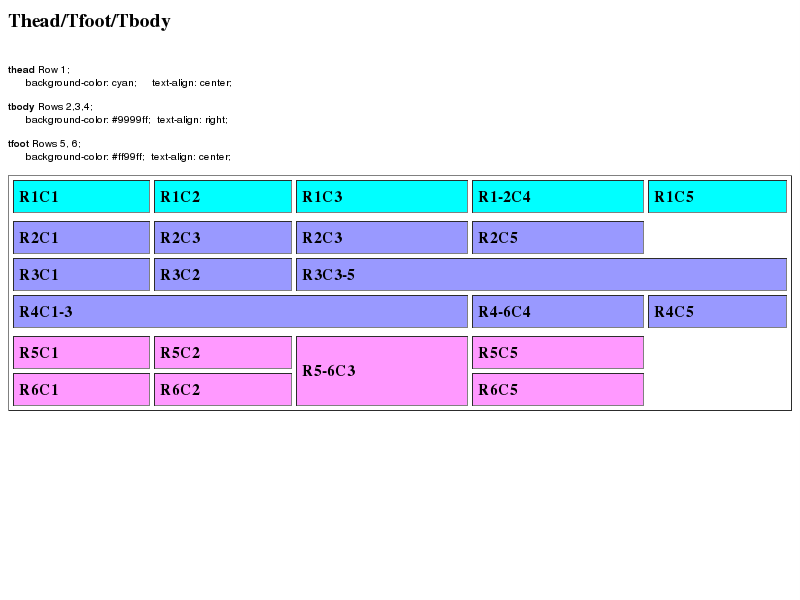 Thead/Tfoot/Tbody
thead Row 1;
background-color: cyan; text-align: center;
tbody Rows 2,3,4;
background-color: #9999ff; text-align: right;
tfoot Rows 5, 6;
background-color: #ff99ff; text-align: center;
R1C1 R1C2 R1C3 R1-2C4 R1C5
R2C1 R2C3 R2C3 R2C5
R3C1 R3C2 R3C3-5
R4C1-3 R4-6C4 R4C5
R5C1 R5C2 R5-6C3 R5C5
R6C1 R6C2 R6C5